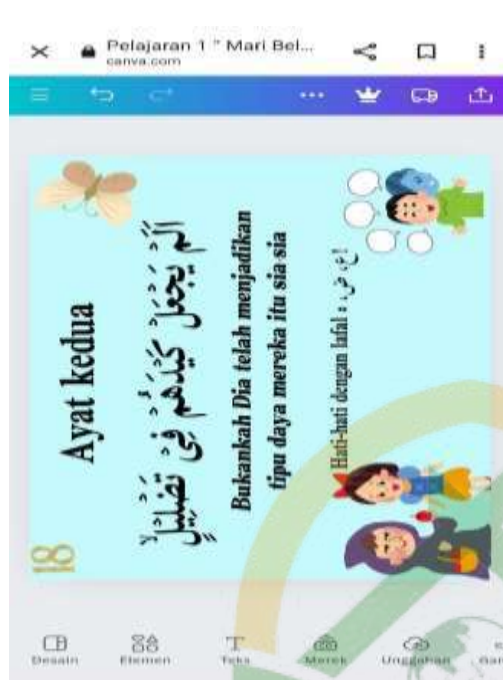 Pelajaran 1 " Mari Bel...
canva.com
18
Ayat kedua
اَلَمْ يَجْعَلْ كَيْدَهُمْ فِيْ تَضْلِيْلٍۙ
Bukankah Dia telah menjadikan
tipu daya mereka itu sia-sia
Hati-hati dengan lafal : ع، ض !
Desain
Elemen
Teks
Merek
Unggahan